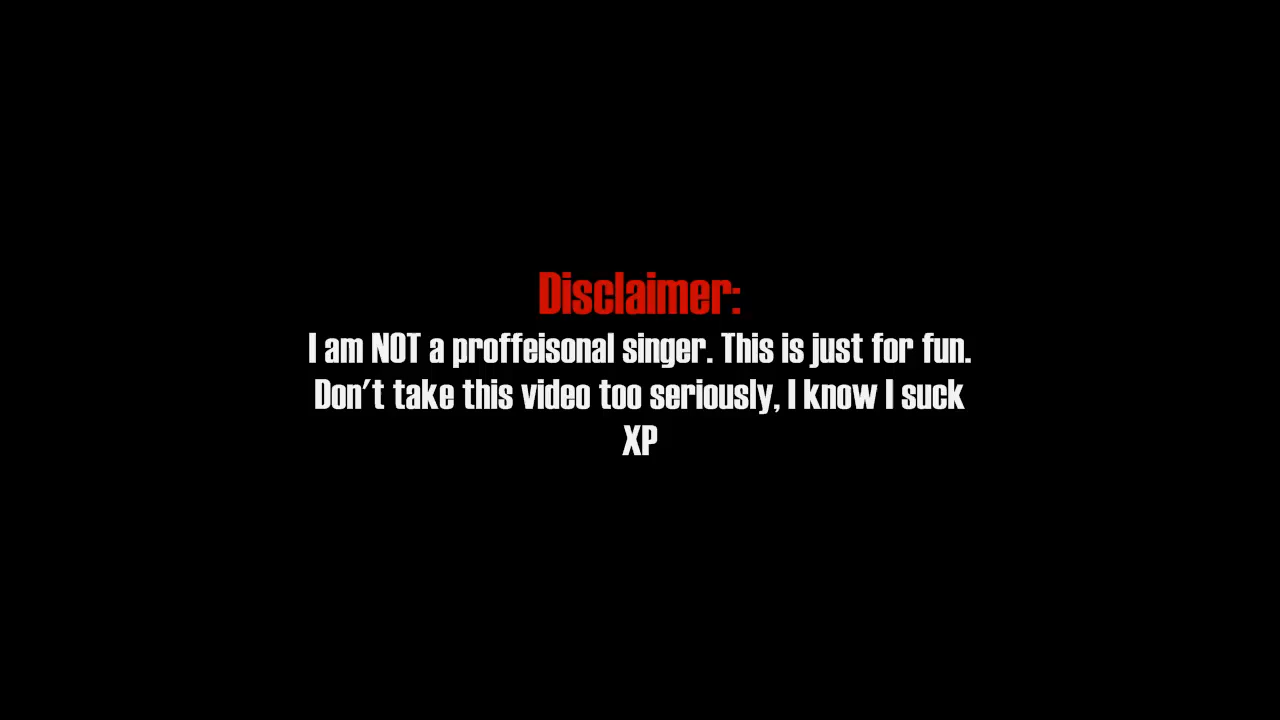 Disclaimer:
I am NOT a proffeisonal singer. This is just for fun.
Don't take this video too seriously, I know I suck
XP